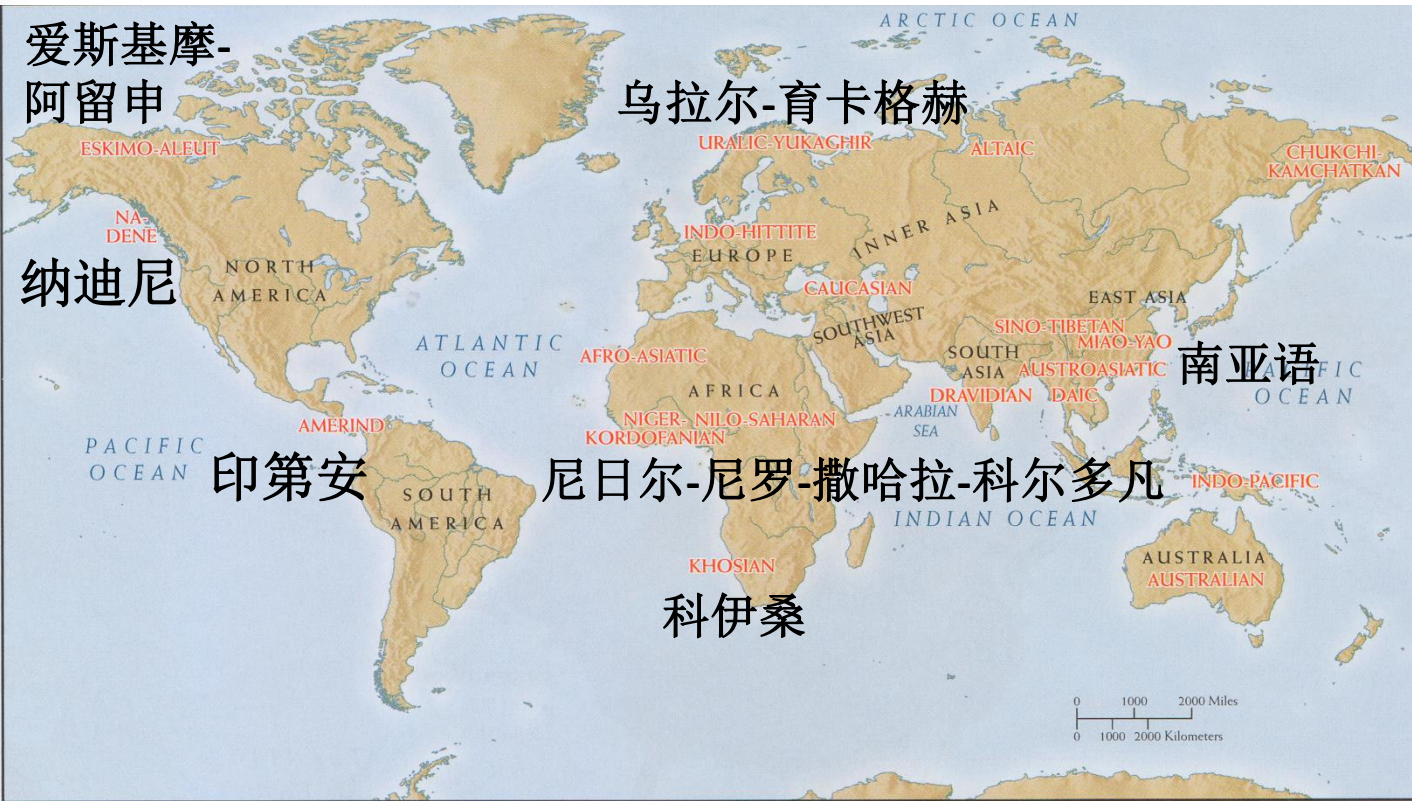 ARCTIC OCEAN
爱斯基摩-
阿留申
乌拉尔-育卡格赫
ESKIMO-ALEUT
URALIC-YUKAGHIR
ALTAIC
CHUKCHI-
KAMCHATKAN
NA-
DENE
纳迪尼
INDO-HITTITE
EUROPE
INNER ASIA
NORTH
AMERICA
CAUCASIAN
EAST ASIA
SOUTHWEST
ASIA
SINO-TIBETAN
MIAO-YAO
ATLANTIC
OCEAN
AFRO-ASIATIC
SOUTH
ASIA
AUSTROASIATIC
南亚语
PACIFIC
OCEAN
AFRICA
DRAVIDIAN
DAIC
ARABIAN
SEA
AMERIND
NIGER-
KORDOFANIAN
NILO-SAHARAN
PACIFIC
OCEAN
印第安
尼日尔-尼罗-撒哈拉-科尔多凡
INDO-PACIFIC
SOUTH
AMERICA
INDIAN OCEAN
AUSTRALIA
AUSTRALIAN
KHOSIAN
科伊桑
0 1000 2000 Miles
0 1000 2000 Kilometers